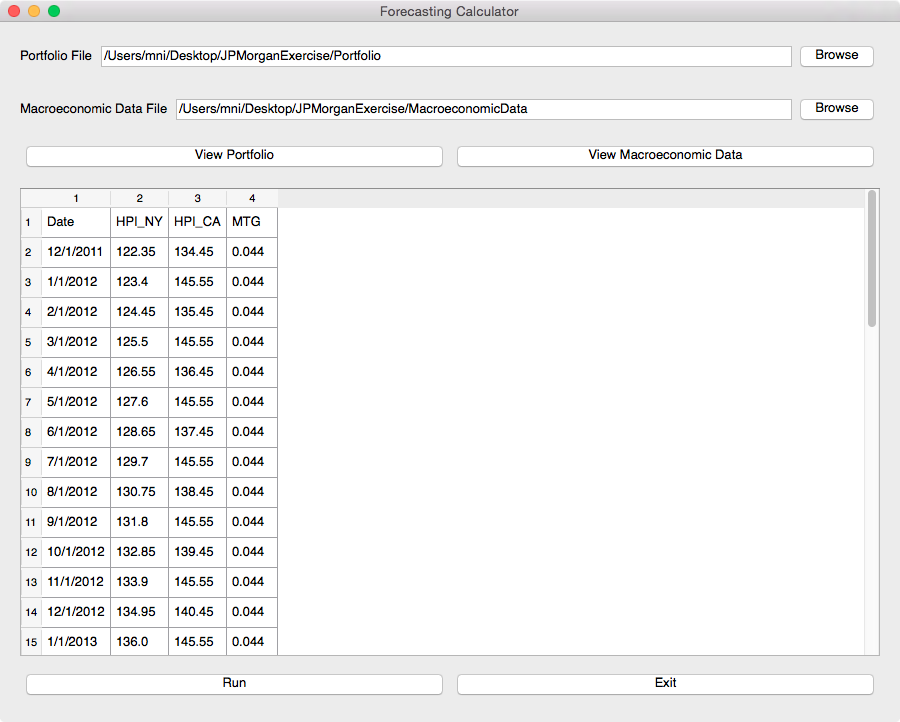 Forecasting Calculator
Portfolio File /Users/mni/Desktop/JPMorganExercise/Portfolio Browse
Macroeconomic Data File /Users/mni/Desktop/JPMorganExercise/MacroeconomicData Browse
View Portfolio View Macroeconomic Data
1 2 3 4
1 Date HPI_NY HPI_CA MTG
2 12/1/2011 122.35 134.45 0.044
3 1/1/2012 123.4 145.55 0.044
4 2/1/2012 124.45 135.45 0.044
5 3/1/2012 125.5 145.55 0.044
6 4/1/2012 126.55 136.45 0.044
7 5/1/2012 127.6 145.55 0.044
8 6/1/2012 128.65 137.45 0.044
9 7/1/2012 129.7 145.55 0.044
10 8/1/2012 130.75 138.45 0.044
11 9/1/2012 131.8 145.55 0.044
12 10/1/2012 132.85 139.45 0.044
13 11/1/2012 133.9 145.55 0.044
14 12/1/2012 134.95 140.45 0.044
15 1/1/2013 136.0 145.55 0.044
Run Exit